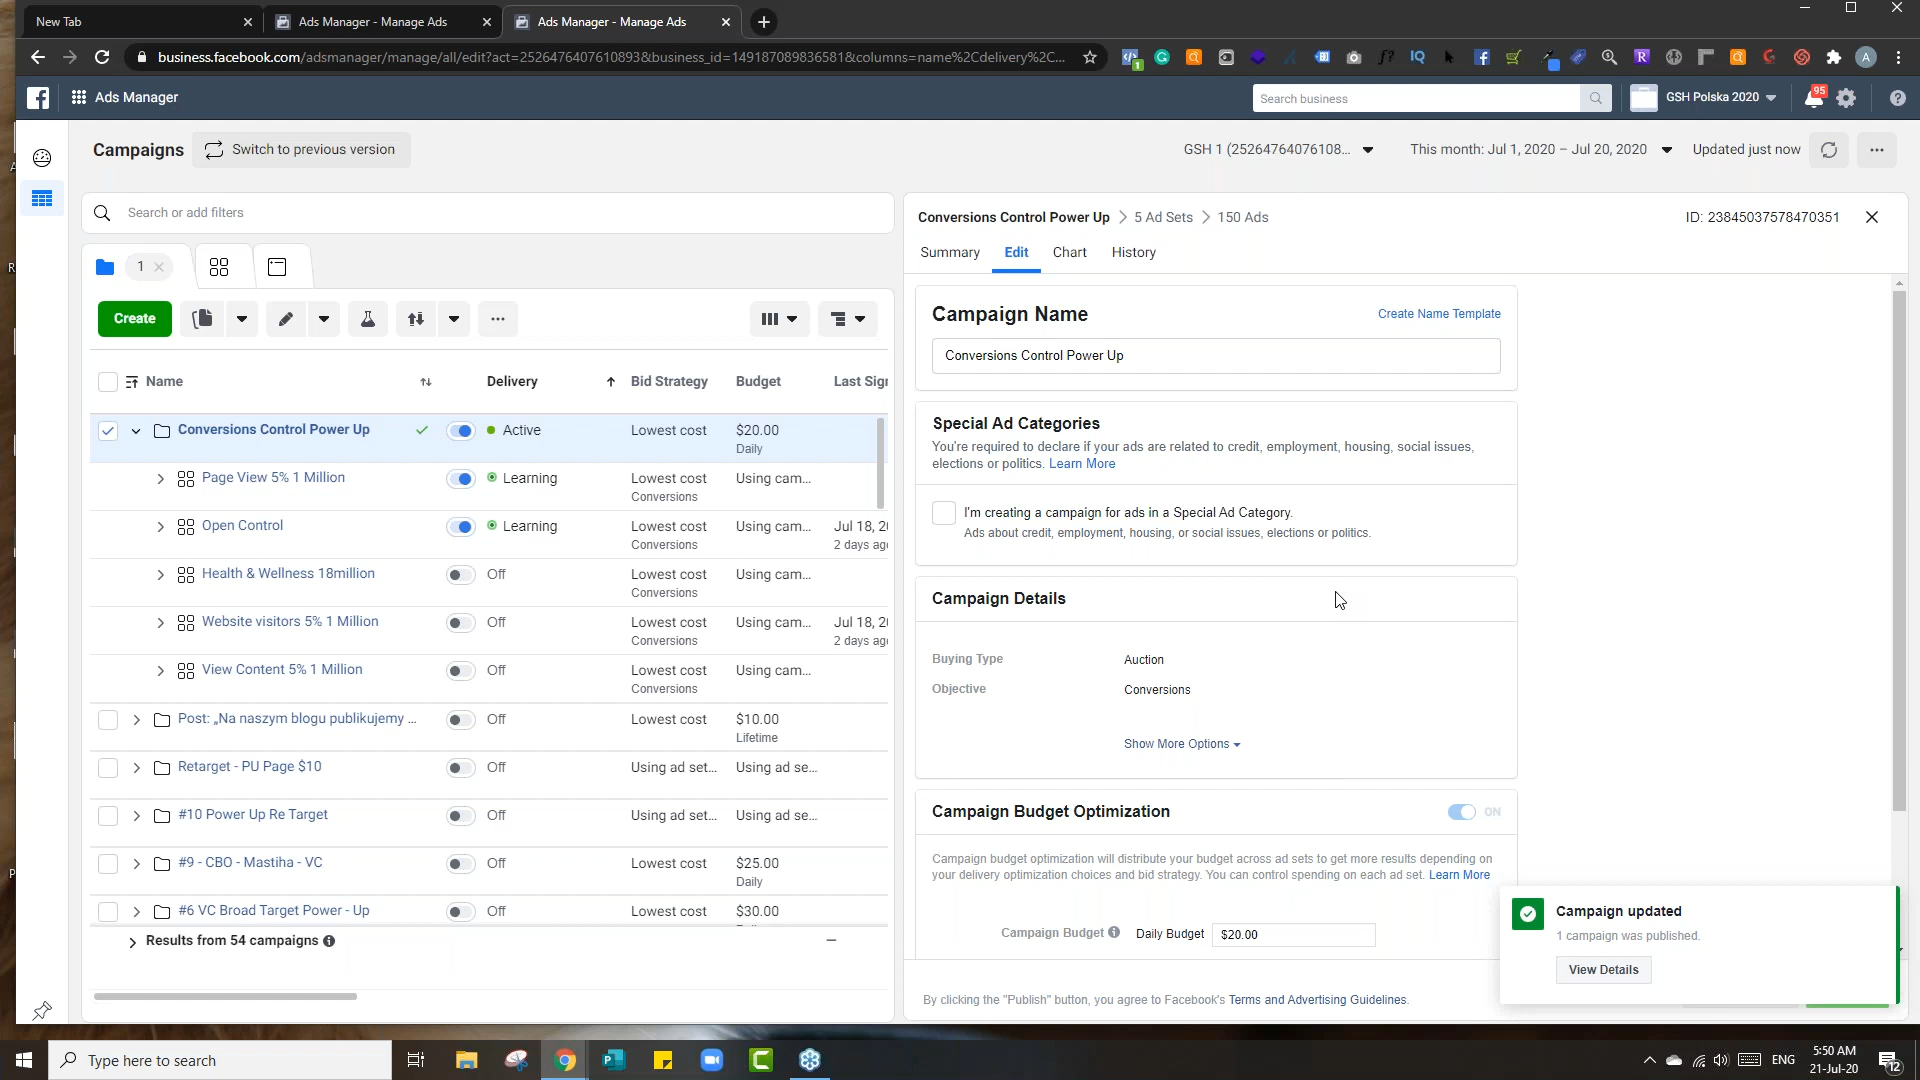 New Tab
Ads Manager - Manage Ads
Ads Manager - Manage Ads
business.facebook.com/adsmanager/manage/all/edit?act=252647640761089​3&business_id=149187089836581&columns=name%2Cdelivery%2C...
Ads Manager
Search business
GSH Polska 2020
95
Campaigns
Switch to previous version
GSH 1 (25264764076108...
This month: Jul 1, 2020 – Jul 20, 2020
Updated just now
Search or add filters
Conversions Control Power Up
5 Ad Sets
150 Ads
ID: 23845037578470351
1
Summary
Edit
Chart
History
Create
Campaign Name
Create Name Template
Conversions Control Power Up
Name
Delivery
Bid Strategy
Budget
Last Sigr
Conversions Control Power Up
Active
Lowest cost
$20.00
Daily
Page View 5% 1 Million
Learning
Lowest cost
Conversions
Using cam...
Open Control
Learning
Lowest cost
Conversions
Using cam...
Jul 18, 20
2 days ago
Health & Wellness 18million
Off
Lowest cost
Conversions
Using cam...
Website visitors 5% 1 Million
Off
Lowest cost
Conversions
Using cam...
Jul 18, 20
2 days ago
View Content 5% 1 Million
Off
Lowest cost
Conversions
Using cam...
Post: „Na naszym blogu publikujemy ...
Off
Lowest cost
$10.00
Lifetime
Retarget - PU Page $10
Off
Using ad set...
Using ad se...
#10 Power Up Re Target
Off
Using ad set...
Using ad se...
#9 - CBO - Mastiha - VC
Off
Lowest cost
$25.00
Daily
#6 VC Broad Target Power - Up
Off
Lowest cost
$30.00
Results from 54 campaigns
—
Special Ad Categories
You're required to declare if your ads are related to credit, employment, housing, social issues,
elections or politics. Learn More
I'm creating a campaign for ads in a Special Ad Category.
Ads about credit, employment, housing, or social issues, elections or politics.
Campaign Details
Buying Type
Auction
Objective
Conversions
Show More Options
Campaign Budget Optimization
ON
Campaign budget optimization will distribute your budget across ad sets to get more results depending on
your delivery optimization choices and bid strategy. You can control spending on each ad set. Learn More
Campaign Budget
Daily Budget
$20.00
By clicking the "Publish" button, you agree to Facebook's Terms and Advertising Guidelines.
Campaign updated
1 campaign was published.
View Details
Type here to search
ENG
5:50 AM
21-Jul-20
12